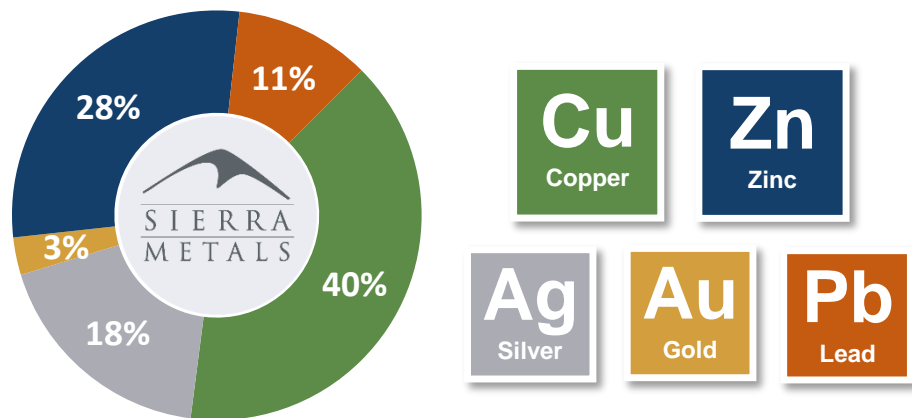 11%
28%
SIERRA
METALS
3%
40%
18%
Cu
Copper
Zn
Zinc
Ag
Silver
Au
Gold
Pb
Lead